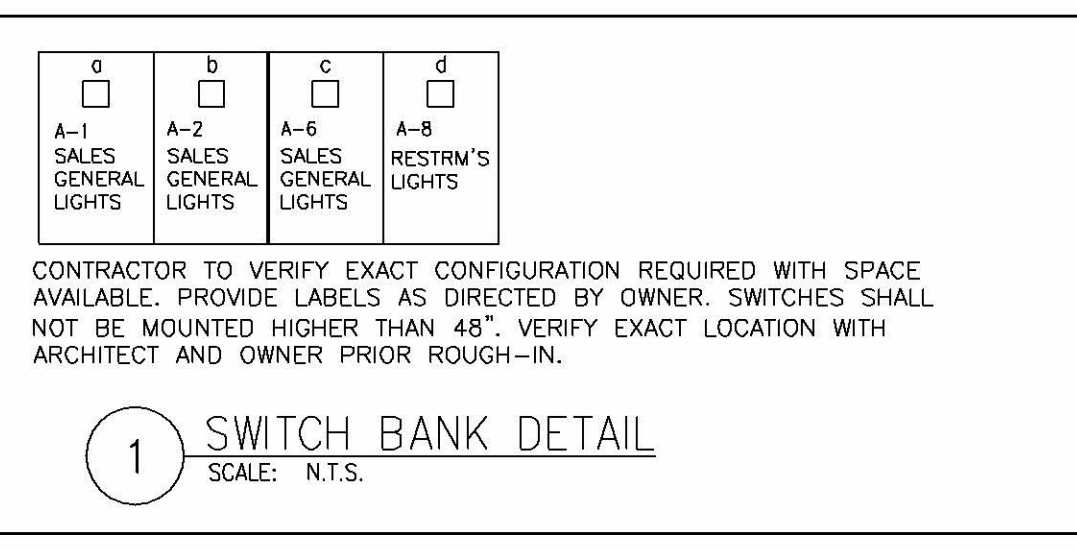 a
A-1
SALES
GENERAL
LIGHTS
b
A-2
SALES
GENERAL
LIGHTS
c
A-6
SALES
GENERAL
LIGHTS
d
A-8
RESTRM'S
LIGHTS
CONTRACTOR TO VERIFY EXACT CONFIGURATION REQUIRED WITH SPACE
AVAILABLE. PROVIDE LABELS AS DIRECTED BY OWNER. SWITCHES SHALL
NOT BE MOUNTED HIGHER THAN 48". VERIFY EXACT LOCATION WITH
ARCHITECT AND OWNER PRIOR ROUGH-IN.
1
SWITCH BANK DETAIL
SCALE: N.T.S.